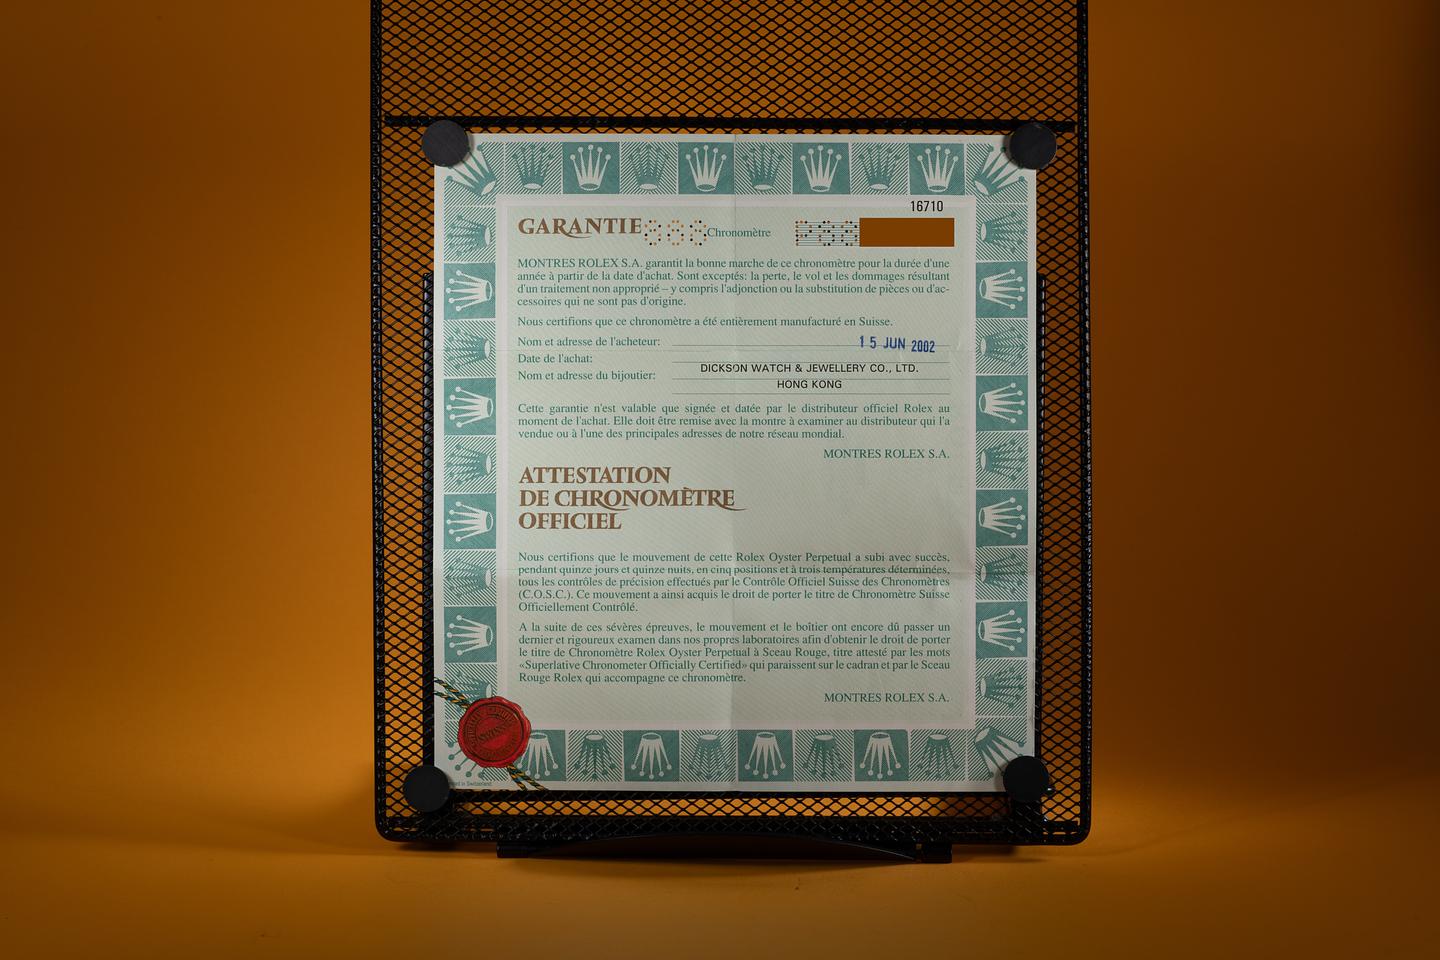 16710
GARANTIE 888 Chronomètre
MONTRES ROLEX S.A. garantit la bonne marche de ce chronomètre pour la durée d'une
année à partir de la date d'achat. Sont exceptés: la perte, le vol et les dommages résultant
d'un traitement non approprié – y compris l'adjonction ou la substitution de pièces ou d'ac-
cessoires qui ne sont pas d'origine.
Nous certifions que ce chronomètre a été entièrement manufacturé en Suisse.
Nom et adresse de l'acheteur:
15 JUN 2002
Date de l'achat:
DICKSON WATCH & JEWELLERY CO., LTD.
Nom et adresse du bijoutier:
HONG KONG
Cette garantie n'est valable que signée et datée par le distributeur officiel Rolex au
moment de l'achat. Elle doit être remise avec la montre à examiner au distributeur qui l'a
vendue ou à l'une des principales adresses de notre réseau mondial.
MONTRES ROLEX S.A.
ATTESTATION
DE CHRONOMÈTRE
OFFICIEL
Nous certifions que le mouvement de cette Rolex Oyster Perpetual a subi avec succès,
pendant quinze jours et quinze nuits, en cinq positions et à trois températures déterminées,
tous les contrôles de précision effectués par le Contrôle Officiel Suisse des Chronomètres
(C.O.S.C.). Ce mouvement a ainsi acquis le droit de porter le titre de Chronomètre Suisse
Officiellement Contrôlé.
A la suite de ces sévères épreuves, le mouvement et le boîtier ont encore dû passer un
dernier et rigoureux examen dans nos propres laboratoires afin d'obtenir le droit de porter
le titre de Chronomètre Rolex Oyster Perpetual à Sceau Rouge, titre attesté par les mots
«Superlative Chronometer Officially Certified» qui paraissent sur le cadran et par le Sceau
Rouge Rolex qui accompagne ce chronomètre.
MONTRES ROLEX S.A.
in Switzerland